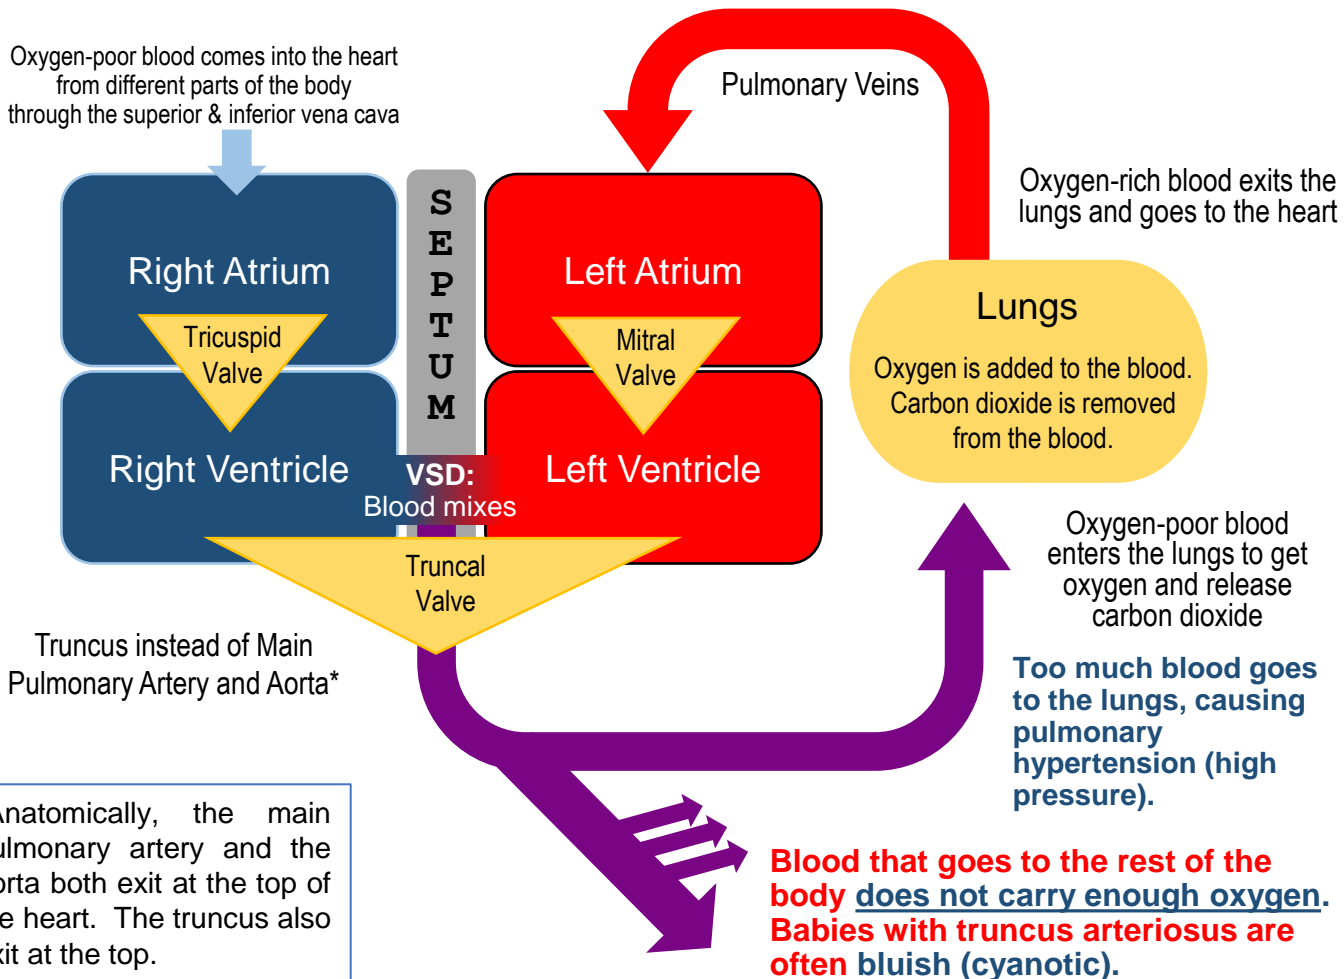 Oxygen-poor blood comes into the heart
from different parts of the body
through the superior & inferior vena cava
Pulmonary Veins
Oxygen-rich blood exits the
lungs and goes to the heart
SEPTUM
Right Atrium
Left Atrium
Tricuspid
Valve
Mitral
Valve
Lungs
Oxygen is added to the blood.
Carbon dioxide is removed
from the blood.
Right Ventricle
VSD:
Blood mixes
Left Ventricle
Truncal
Valve
Oxygen-poor blood
enters the lungs to get
oxygen and release
carbon dioxide
Truncus instead of Main
Pulmonary Artery and Aorta*
Too much blood goes
to the lungs, causing
pulmonary
hypertension (high
pressure).
Anatomically, the main
artery and the
both exit at the top of
heart. The truncus also
at the top.
Blood that goes to the rest of the
body does not carry enough oxygen.
Babies with truncus arteriosus are
often bluish (cyanotic).